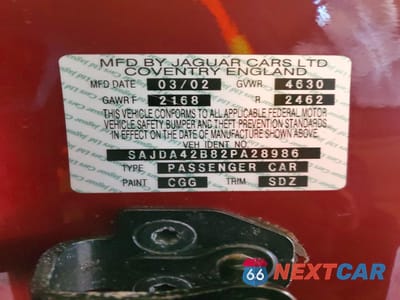 MFD BY JAGUAR CARS LTD
COVENTRY ENGLAND
MFD DATE 03/02 GVWR 4630
GAWR F 2168 R 2462
THIS VEHICLE CONFORMS TO ALL APPLICABLE FEDERAL MOTOR
VEHICLE SAFETY BUMPER AND THEFT PREVENTION STANDARDS
IN EFFECT ON THE DATE OF MANUFACTURE SHOWN ABOVE
VEH IDENT NO
SAJDA42B82PA28986
TYPE PASSENGER CAR
PAINT CGG TRIM SDZ
66 NEXTCAR